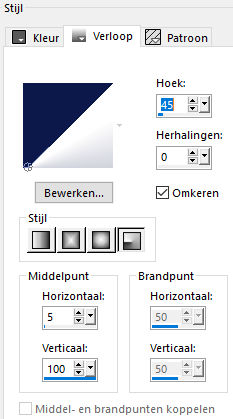 Stijl
Kleur Verloop Patroon
Hoek:
45
Herhalingen:
0
Bewerken...
Omkeren
Stijl
Middelpunt
Horizontaal:
5
Verticaal:
100
Brandpunt
Horizontaal:
50
Verticaal:
50
Middel- en brandpunten koppelen